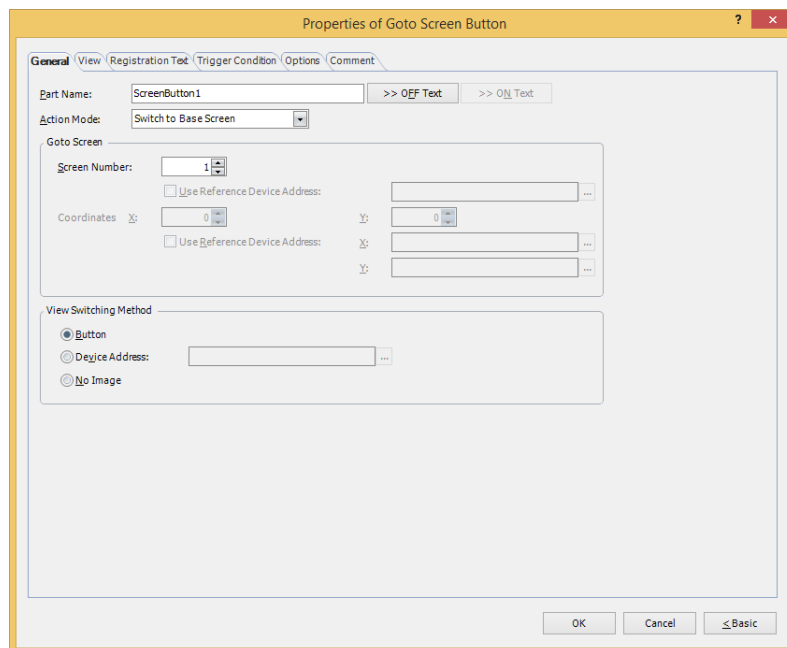 Properties of Goto Screen Button
? ×
General View Registration Text Trigger Condition Options Comment
Part Name: ScreenButton1 >> OFF Text >> ON Text
Action Mode: Switch to Base Screen
Goto Screen
Screen Number: 1
Use Reference Device Address: ...
Coordinates X: 0 Y: 0
Use Reference Device Address: X: ...
Y: ...
View Switching Method
Button
Device Address: ...
No Image
OK Cancel < Basic